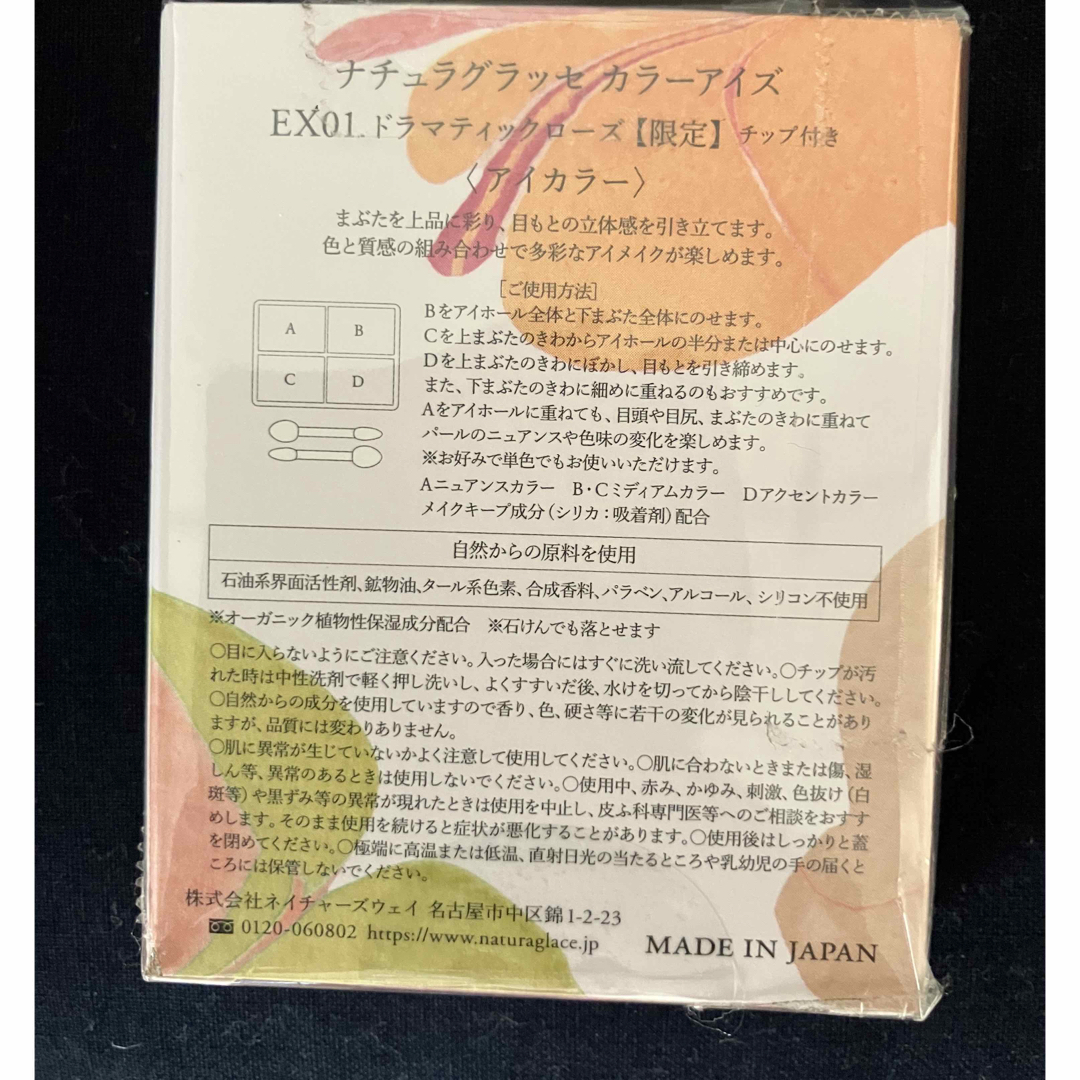 ナチュラグラッセ カラーアイズ
EX01 ドラマティックローズ【限定】 チップ付き
〈アイカラー〉
まぶたを上品に彩り、目もとの立体感を引き立てます。
色と質感の組み合わせで多彩なアイメイクが楽しめます。
［ご使用方法］
Bをアイホール全体と下まぶた全体にのせます。
Cを上まぶたのきわからアイホールの半分または中心にのせます。
Dを上まぶたのきわにぼかし、目もとを引き締めます。
また、下まぶたのきわに細めに重ねるのもおすすめです。
Aをアイホールに重ねても、目頭や目尻、まぶたのきわに重ねて
パールのニュアンスや色味の変化を楽しめます。
※お好みで単色でもお使いいただけます。
A B
C D
Aニュアンスカラー B・Cミディアムカラー Dアクセントカラー
メイクキープ成分（シリカ：吸着剤）配合
自然からの原料を使用
石油系界面活性剤、鉱物油、タール系色素、合成香料、パラベン、アルコール、シリコン不使用
※オーガニック植物性保湿成分配合 ※石けんでも落とせます
○目に入らないようにご注意ください。入った場合にはすぐに洗い流してください。○チップが汚
れた時は中性洗剤で軽く押し洗いし、よくすすいだ後、水けを切ってから陰干ししてください。
○自然からの成分を使用していますので香り、色、硬さ等に若干の変化が見られることがあり
ますが、品質には変わりありません。
○肌に異常が生じていないかよく注意して使用してください。○肌に合わないときまたは傷、湿
しん等、異常のあるときは使用しないでください。○使用中、赤み、かゆみ、刺激、色抜け（白
斑等）や黒ずみ等の異常が現れたときは使用を中止し、皮ふ科専門医等へのご相談をおすす
めします。そのまま使用を続けると症状が悪化することがあります。○使用後はしっかりと蓋
を閉めてください。○極端に高温または低温、直射日光の当たるところや乳幼児の手の届くと
ころには保管しないでください。
株式会社ネイチャーズウェイ 名古屋市中区錦1-2-23
0120-060802 https://www.naturaglace.jp
MADE IN JAPAN